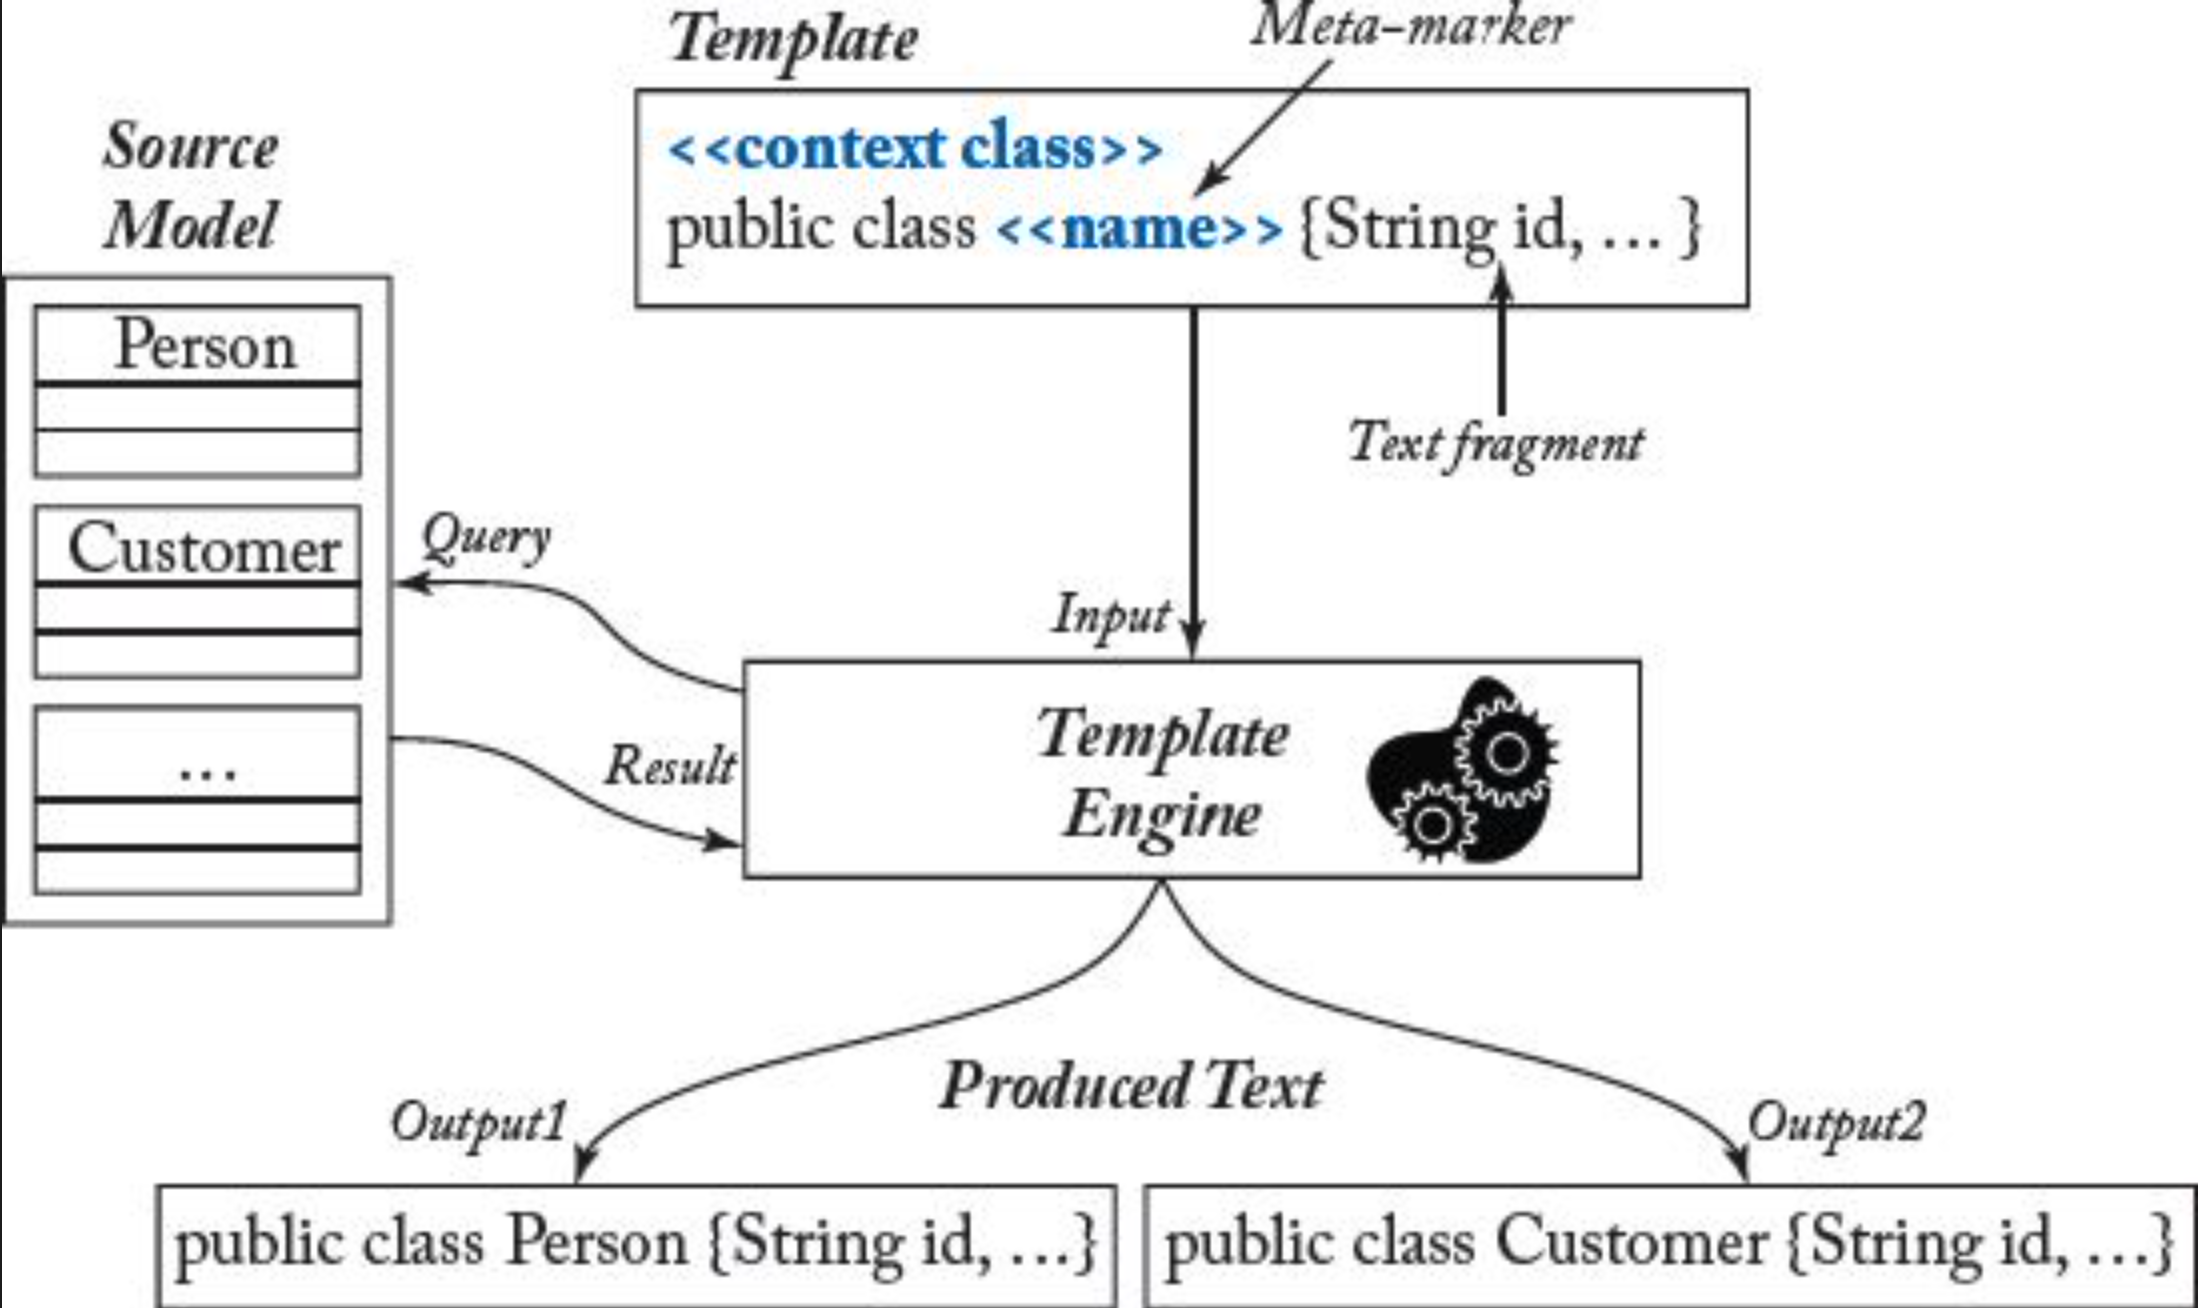 Template
Meta-marker
<<context class>>
public class <<name>> {String id, ... }
Text fragment
Source
Model
Person
Customer
...
Query
Result
Input
Template
Engine
Produced Text
Output1
Output2
public class Person {String id, ...}
public class Customer {String id, ...}